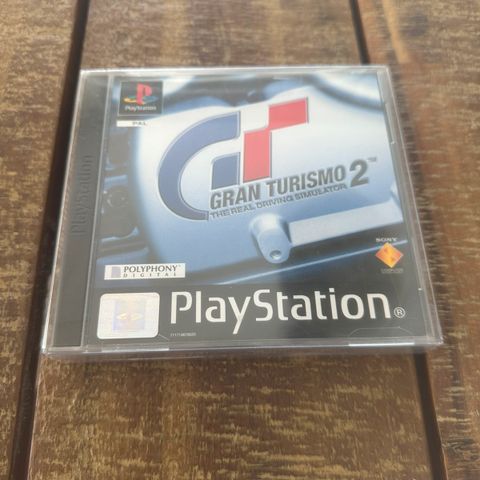 PlayStation
PlayStation
PAL
GT
GRAN TURISMO 2™
THE REAL DRIVING SIMULATOR
POLYPHONY
DIGITAL
SONY
PlayStation®